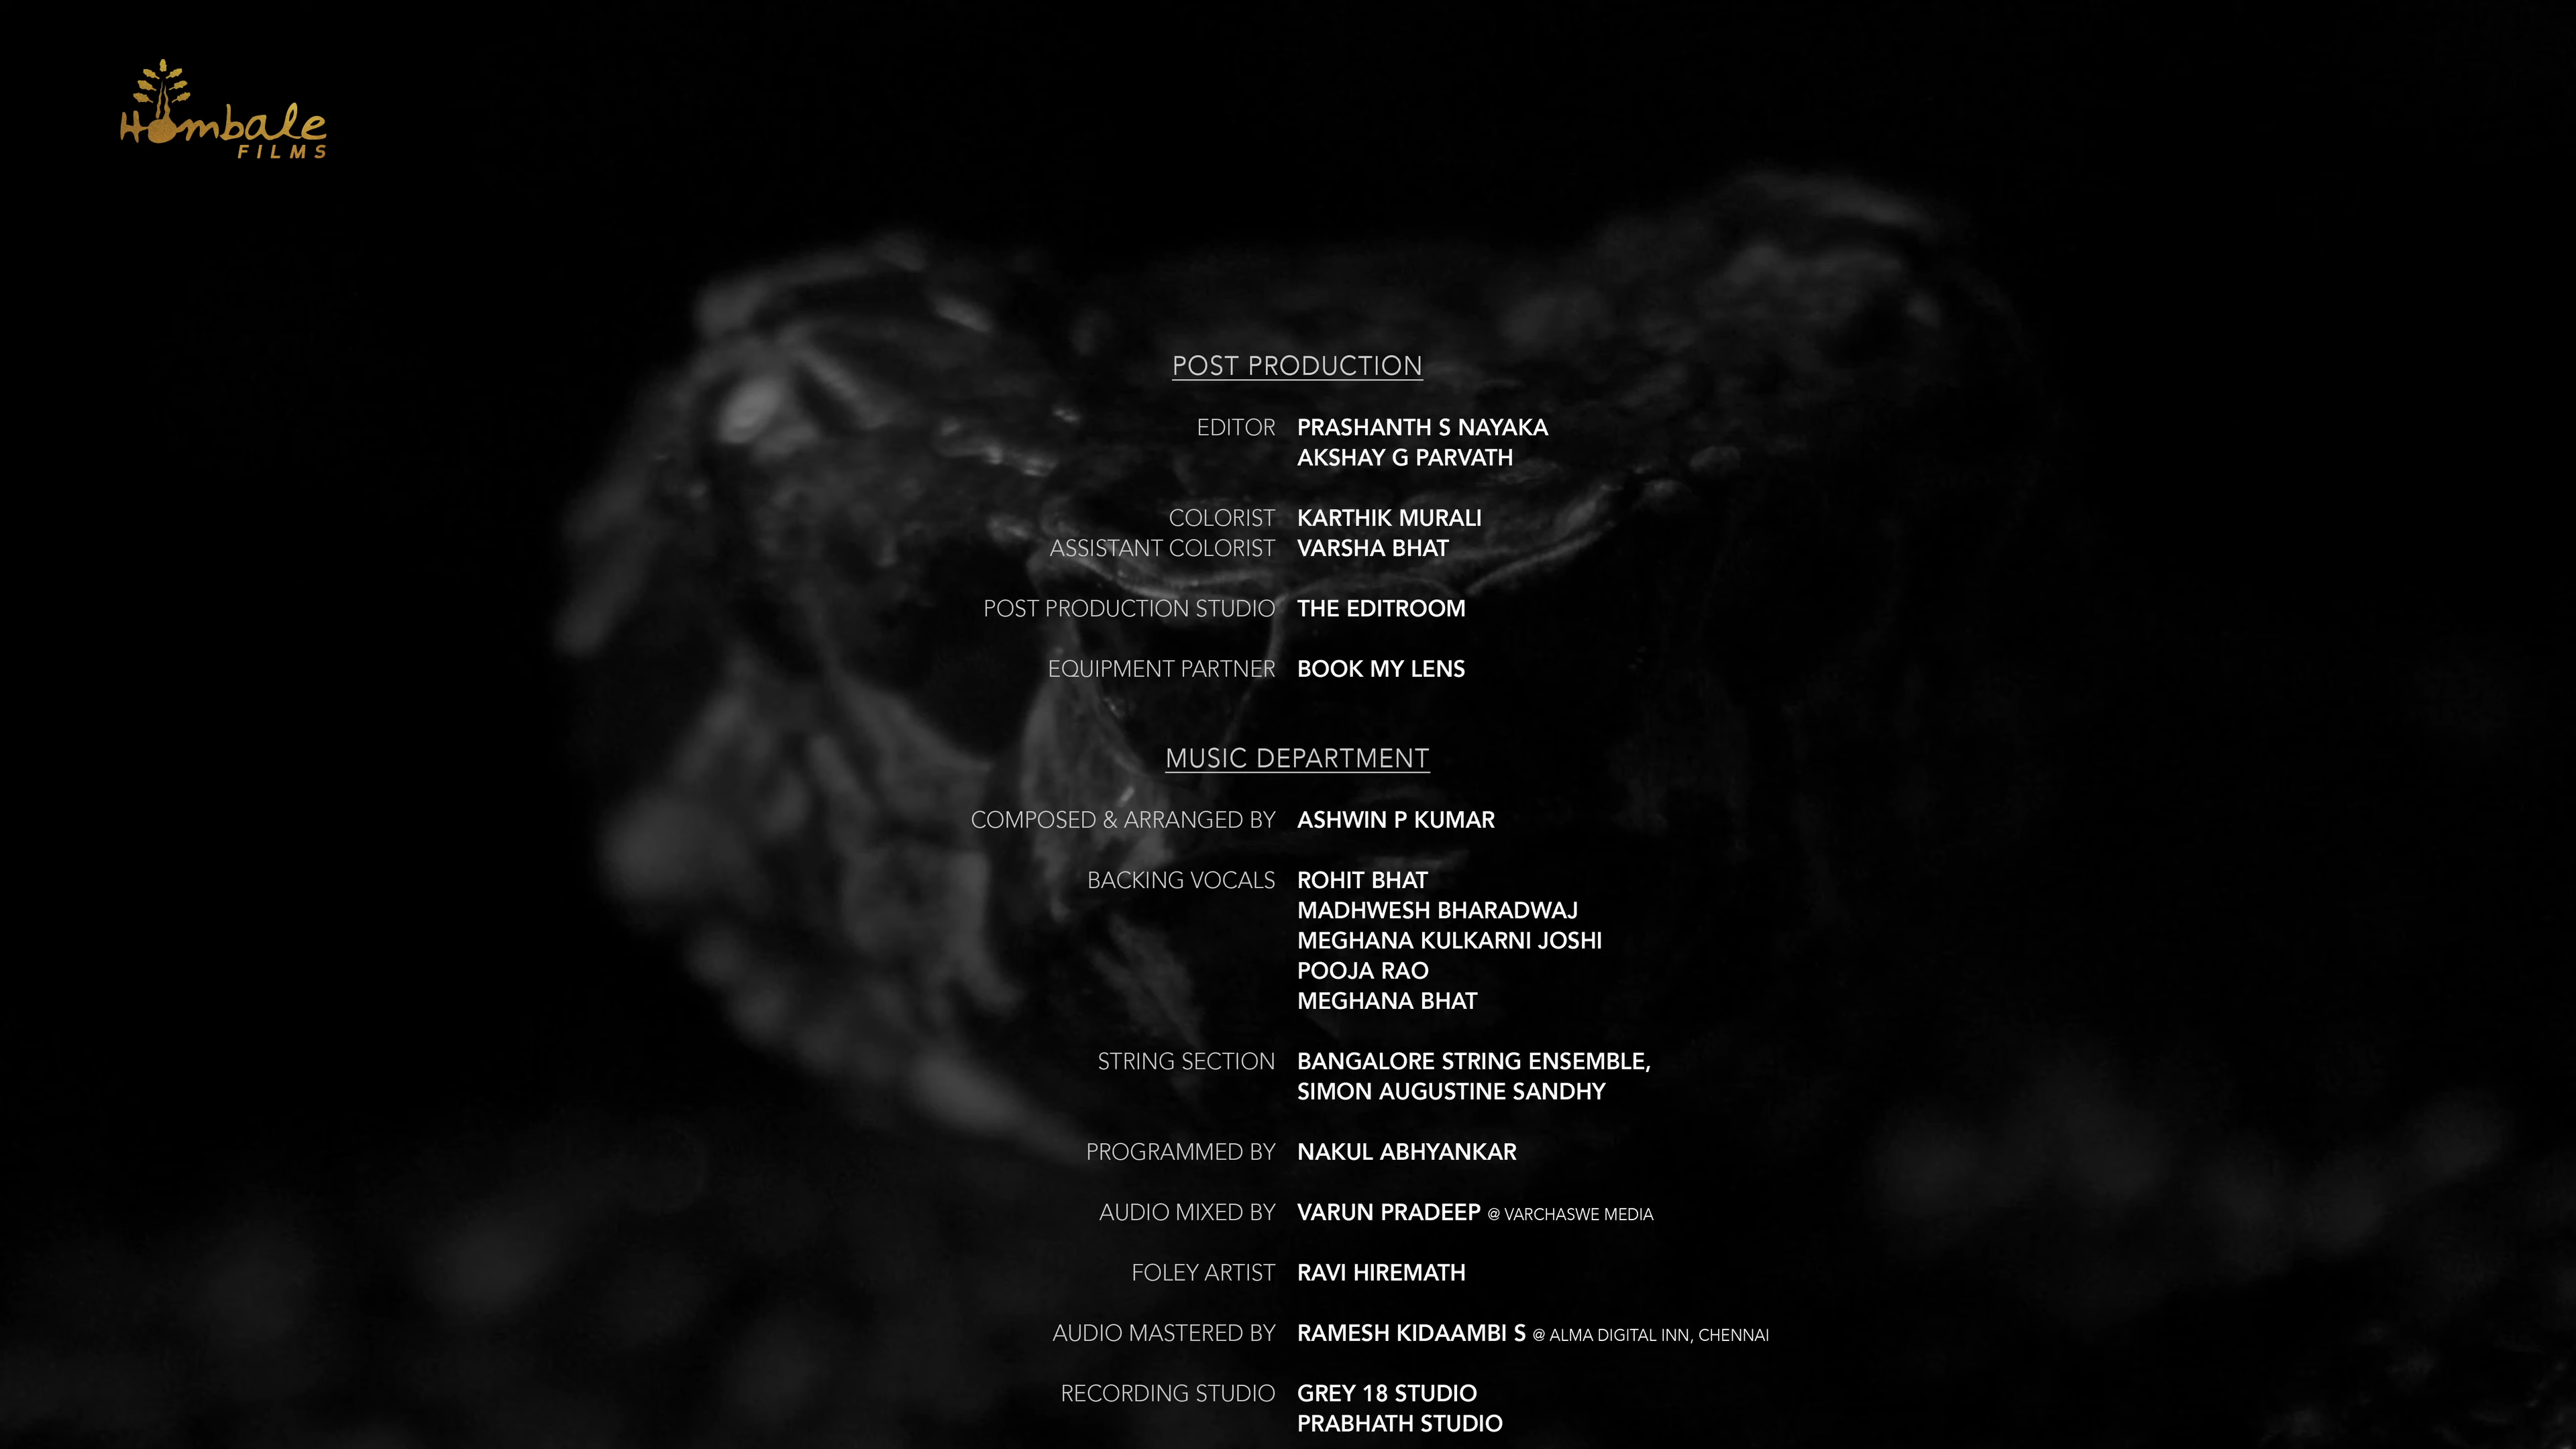 Hombale
FILMS
POST PRODUCTION
EDITOR PRASHANTH S NAYAKA
AKSHAY G PARVATH
COLORIST KARTHIK MURALI
ASSISTANT COLORIST VARSHA BHAT
POST PRODUCTION STUDIO THE EDITROOM
EQUIPMENT PARTNER BOOK MY LENS
MUSIC DEPARTMENT
COMPOSED & ARRANGED BY ASHWIN P KUMAR
BACKING VOCALS ROHIT BHAT
MADHWESH BHARADWAJ
MEGHANA KULKARNI JOSHI
POOJA RAO
MEGHANA BHAT
STRING SECTION BANGALORE STRING ENSEMBLE,
SIMON AUGUSTINE SANDHY
PROGRAMMED BY NAKUL ABHYANKAR
AUDIO MIXED BY VARUN PRADEEP @ VARCHASWE MEDIA
FOLEY ARTIST RAVI HIREMATH
AUDIO MASTERED BY RAMESH KIDAAMBI S @ ALMA DIGITAL INN, CHENNAI
RECORDING STUDIO GREY 18 STUDIO
PRABHATH STUDIO